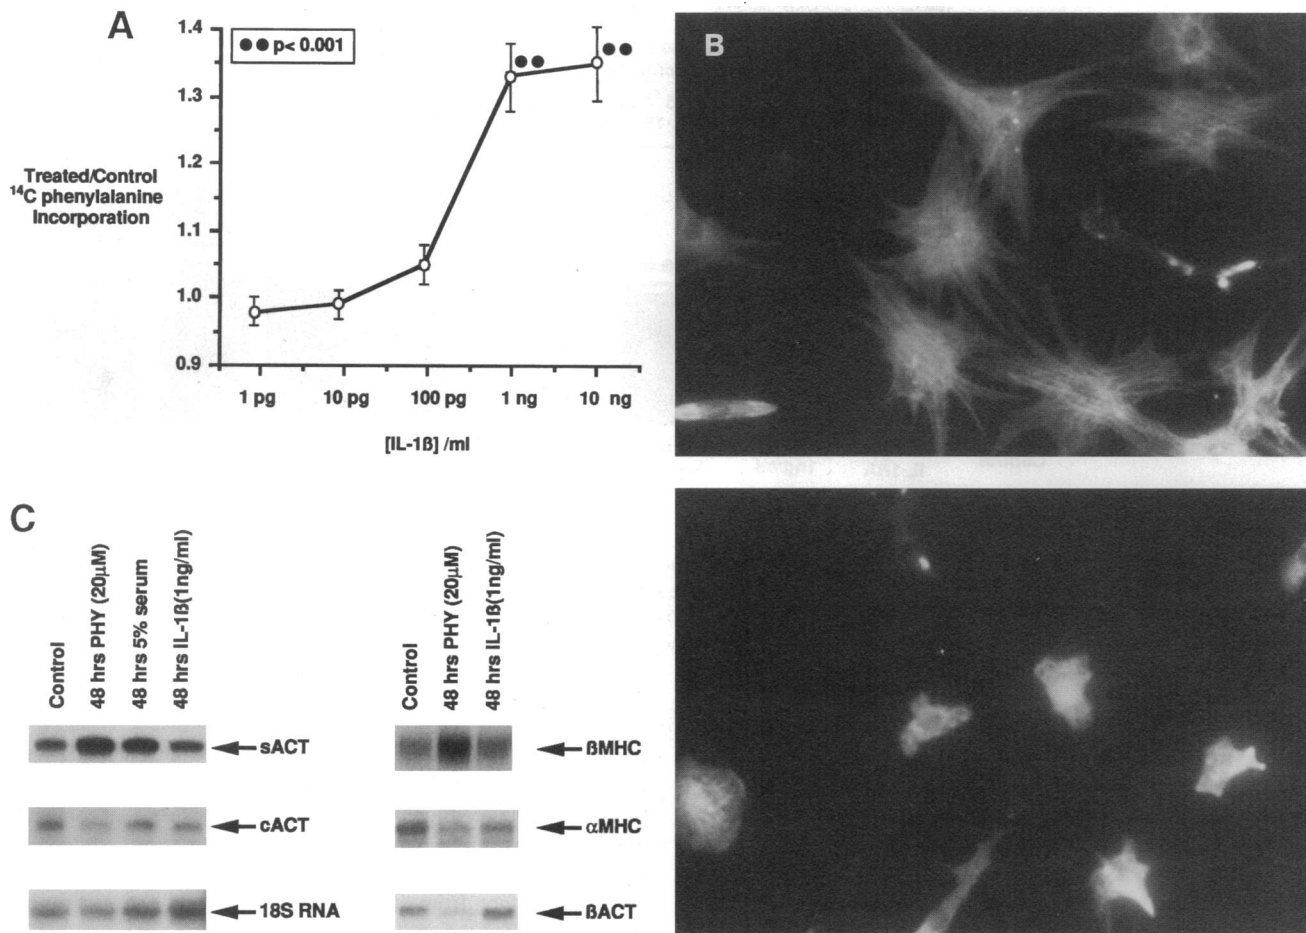 A
●● p< 0.001
●●
●●
1.4
1.3
1.2
1.1
1.0
0.9
Treated/Control
¹⁴C phenylalanine
Incorporation
1 pg
10 pg
100 pg
1 ng
10 ng
[IL-1ß] /ml
B
C
Control
48 hrs PHY (20µM)
48 hrs 5% serum
48 hrs IL-1ß(1ng/ml)
sACT
cACT
18S RNA
Control
48 hrs PHY (20µM)
48 hrs IL-1ß(1ng/ml)
ßMHC
αMHC
ßACT